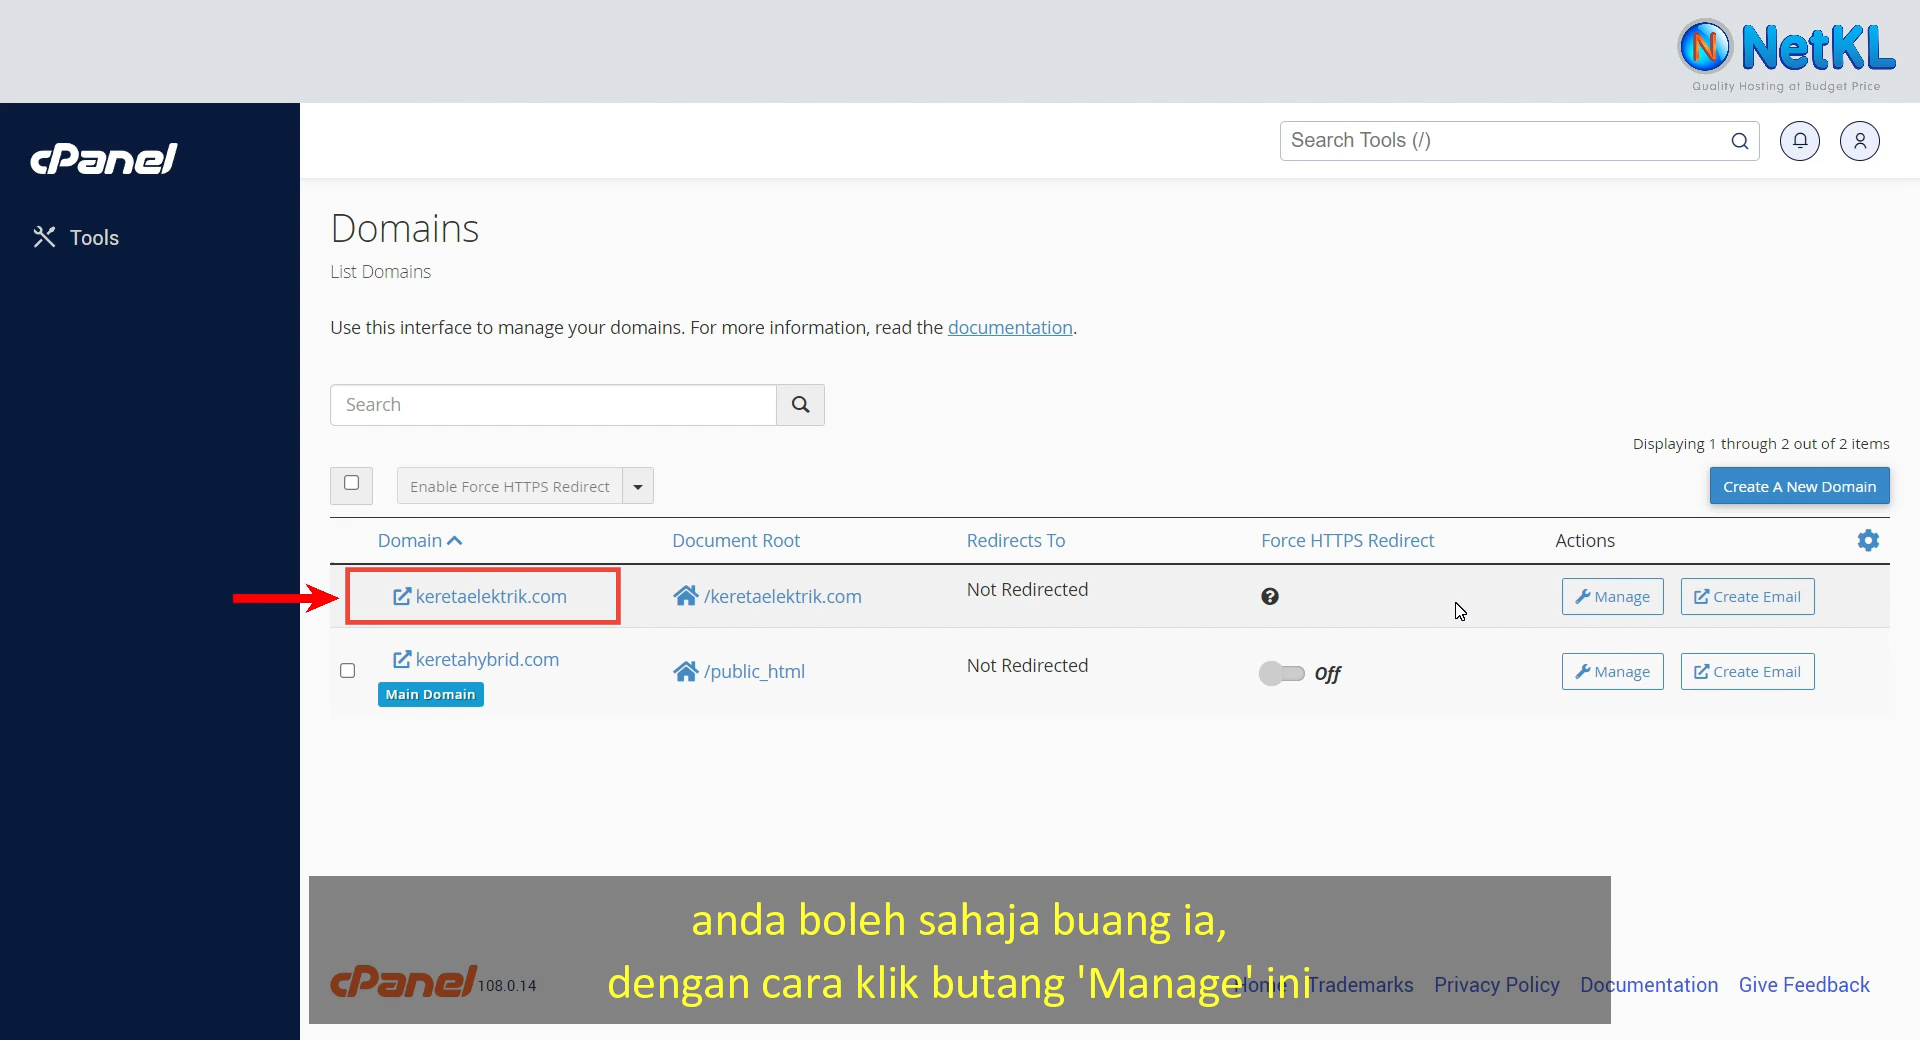 NetKL
Quality Hosting at Budget Price
cPanel
Search Tools (/)
Tools
Domains
List Domains
Use this interface to manage your domains. For more information, read the documentation.
Search
Displaying 1 through 2 out of 2 items
Enable Force HTTPS Redirect
Create A New Domain
Domain Document Root Redirects To Force HTTPS Redirect Actions
keretaelektrik.com /keretaelektrik.com Not Redirected Manage Create Email
keretahybrid.com /public_html Not Redirected Off Manage Create Email
Main Domain
anda boleh sahaja buang ia,
dengan cara klik butang 'Manage' ini
cPanel 108.0.14 Home Trademarks Privacy Policy Documentation Give Feedback